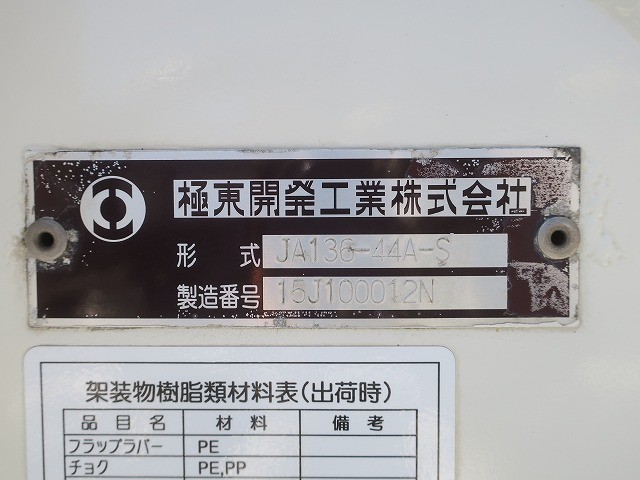 極東開発工業株式会社
形 式 JA136-44A-S
製造番号 15J100012N
架装物樹脂類材料表(出荷時)
品目名 材料 備考
フラップラバー PE
チョク PE,PP